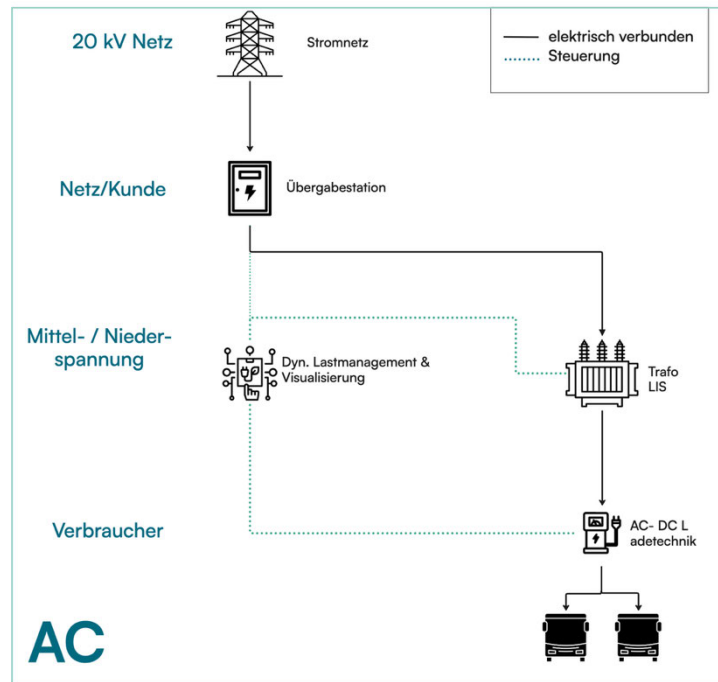 20 kV Netz
Stromnetz
elektrisch verbunden
Steuerung
Netz/Kunde
Übergabestation
Mittel- / Nieder-
spannung
Dyn. Lastmanagement &
Visualisierung
Trafo
LIS
Verbraucher
AC- DC L
adetechnik
AC